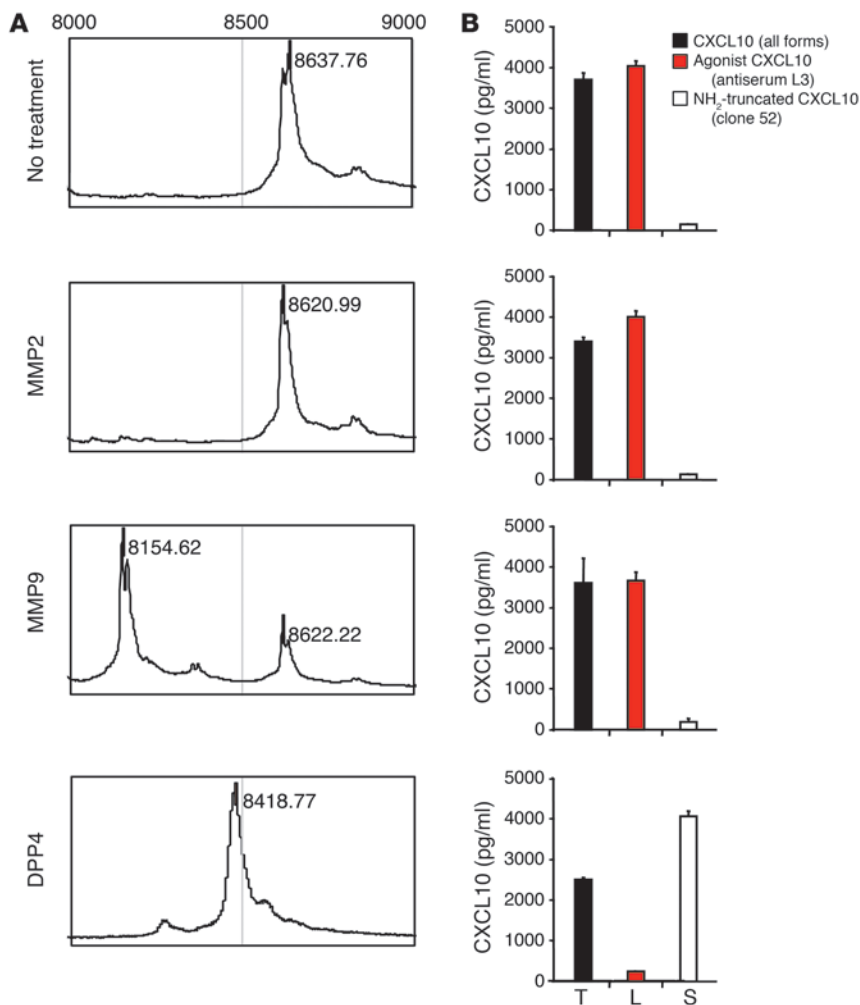 A
8000 8500 9000
No treatment
8637.76
MMP2
8620.99
MMP9
8154.62
8622.22
DPP4
8418.77
B
CXCL10 (all forms)
Agonist CXCL10
(antiserum L3)
NH2-truncated CXCL10
(clone 52)
CXCL10 (pg/ml)
5000
4000
3000
2000
1000
0
CXCL10 (pg/ml)
5000
4000
3000
2000
1000
0
CXCL10 (pg/ml)
5000
4000
3000
2000
1000
0
CXCL10 (pg/ml)
5000
4000
3000
2000
1000
0
T L S